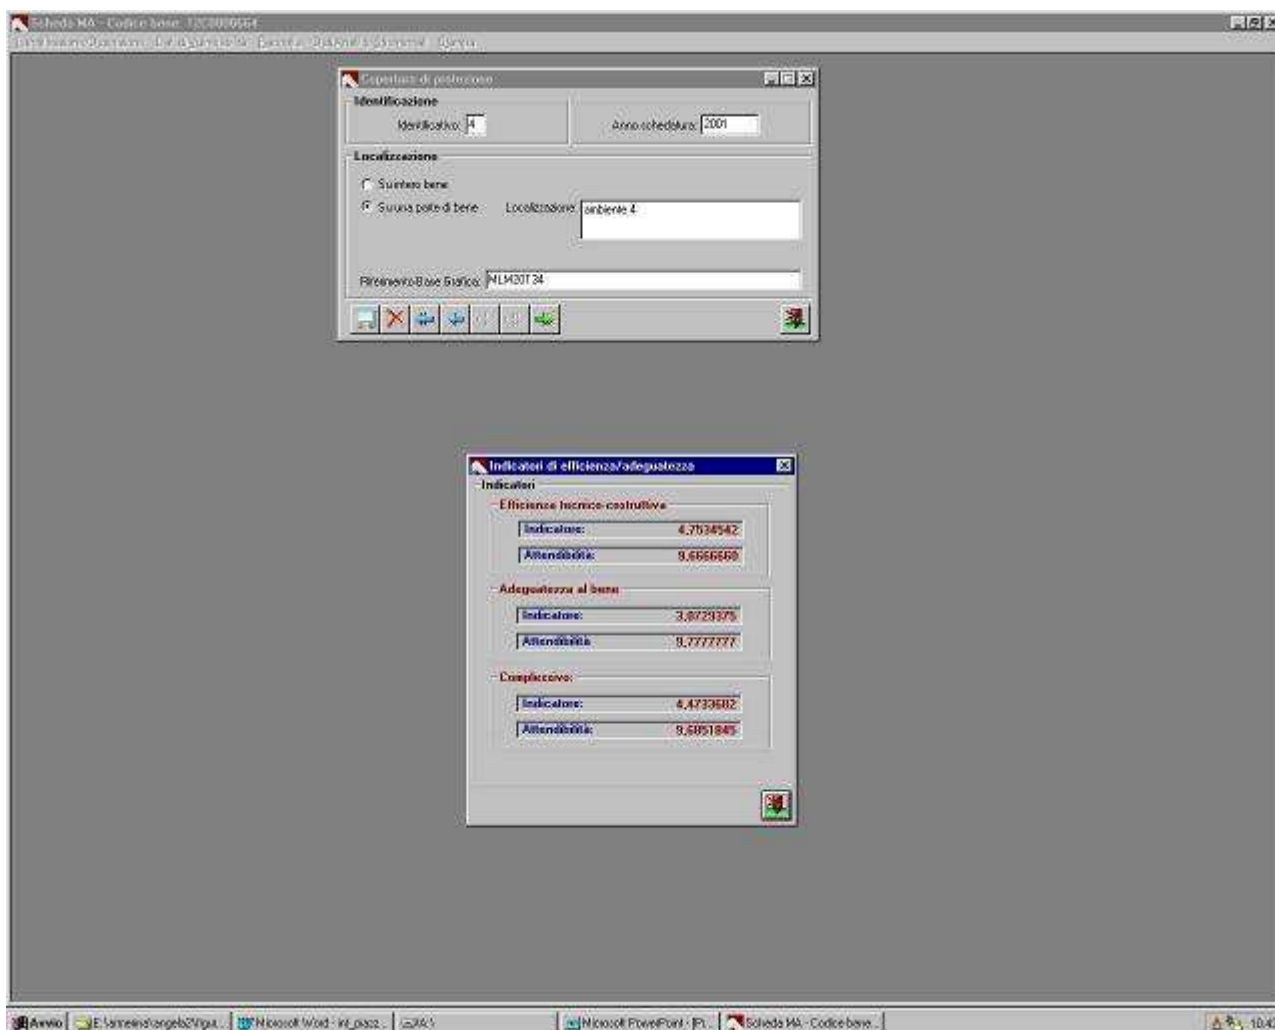 Scheda MA - Codice bene:
Copertura di protezione
Identificazione
Identificativo: 4
Anno schedatura: 2001
Localizzazione
Su intero bene
Su una parte di bene
Localizzazione: ambiente 4
Riferimento Base Grafica: MLM20T34
Indicatori di efficienza/adeguatezza
Indicatori
Efficienza tecnico-costruttiva
Indicatore: 4,7534542
Attendibilità: 9,6666660
Adeguatezza al bene
Indicatore: 3,8729375
Attendibilità 9,7777777
Complessivo:
Indicatore: 4,4733602
Attendibilità: 9,6851845
Avvio
Microsoft Word -
Microsoft PowerPoint -
Scheda MA - Codice bene...